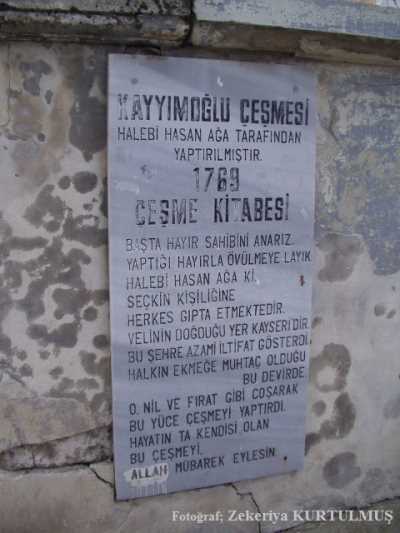 KAYYIMOĞLU ÇEŞMESİ
HALEBİ HASAN AĞA TARAFINDAN
YAPTIRILMIŞTIR.
1769
ÇEŞME KİTABESİ
BAŞTA HAYIR SAHİBİNİ ANARIZ.
YAPTIĞI HAYIRLA ÖVÜLMEYE LAYIK
HALEBİ HASAN AĞA Kİ,
SEÇKİN KİŞİLİĞİNE
HERKES GIPTA ETMEKTEDİR.
VELİNİN DOĞDUĞU YER KAYSERİ'DİR.
BU ŞEHRE AZAMİ İLTİFAT GÖSTERDİ.
HALKIN EKMEĞE MUHTAÇ OLDUĞU
BU DEVİRDE.
O. NİL VE FIRAT GİBİ COŞARAK
BU YÜCE ÇEŞMEYİ YAPTIRDI.
HAYATIN TA KENDİSİ OLAN
BU ÇEŞMEYİ.
ALLAH MÜBAREK EYLESİN.
Fotoğraf; Zekeriya KURTULMUŞ